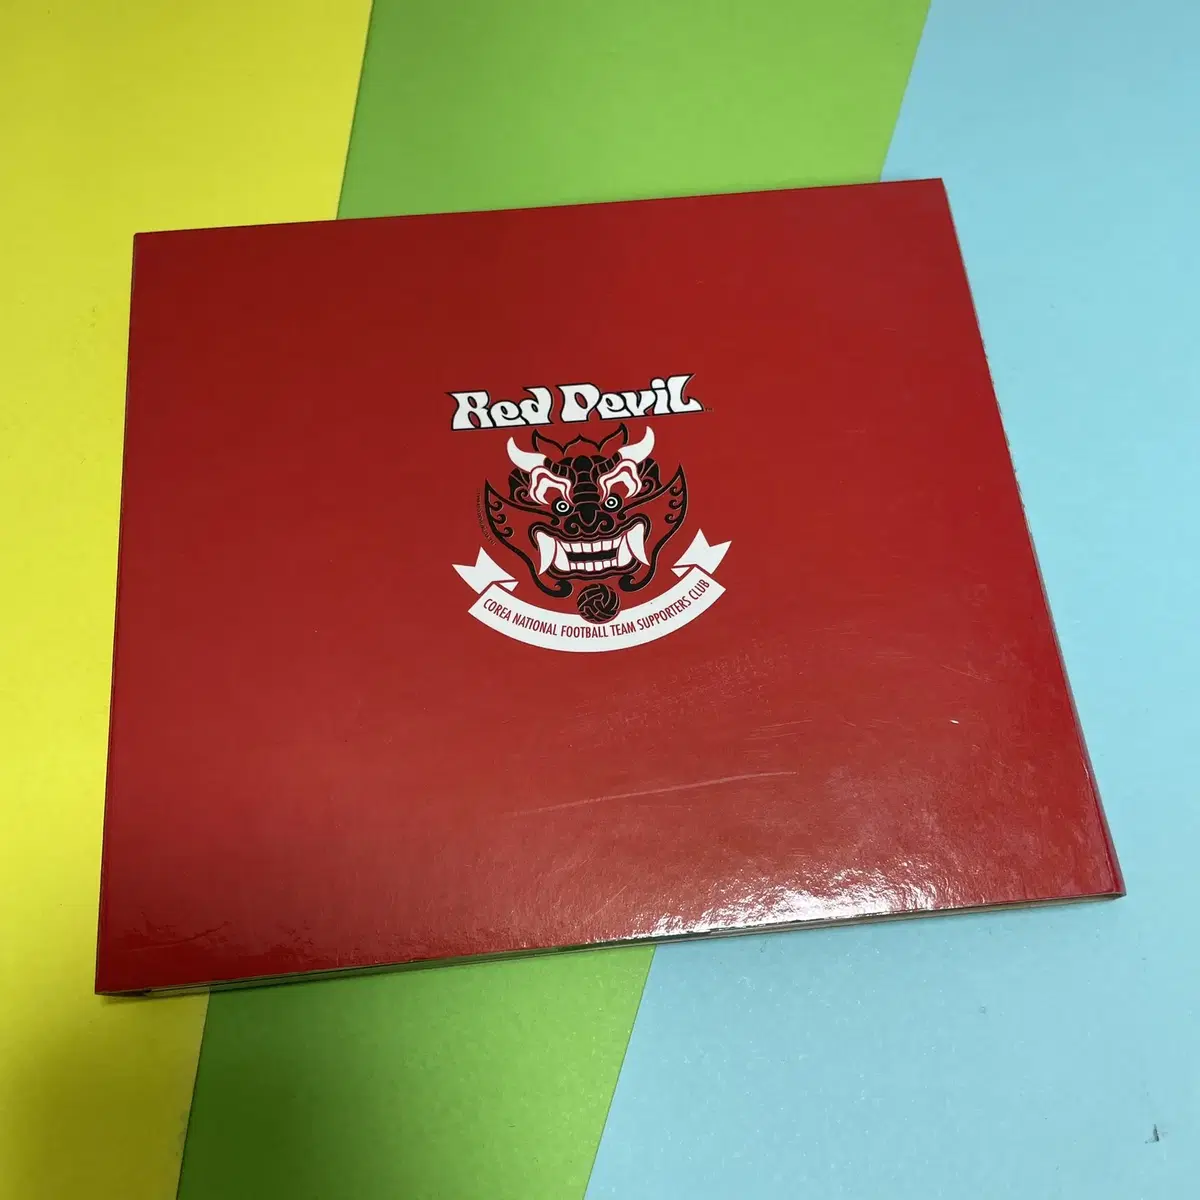 Red Devil
COREA NATIONAL FOOTBALL TEAM SUPPORTERS CLUB